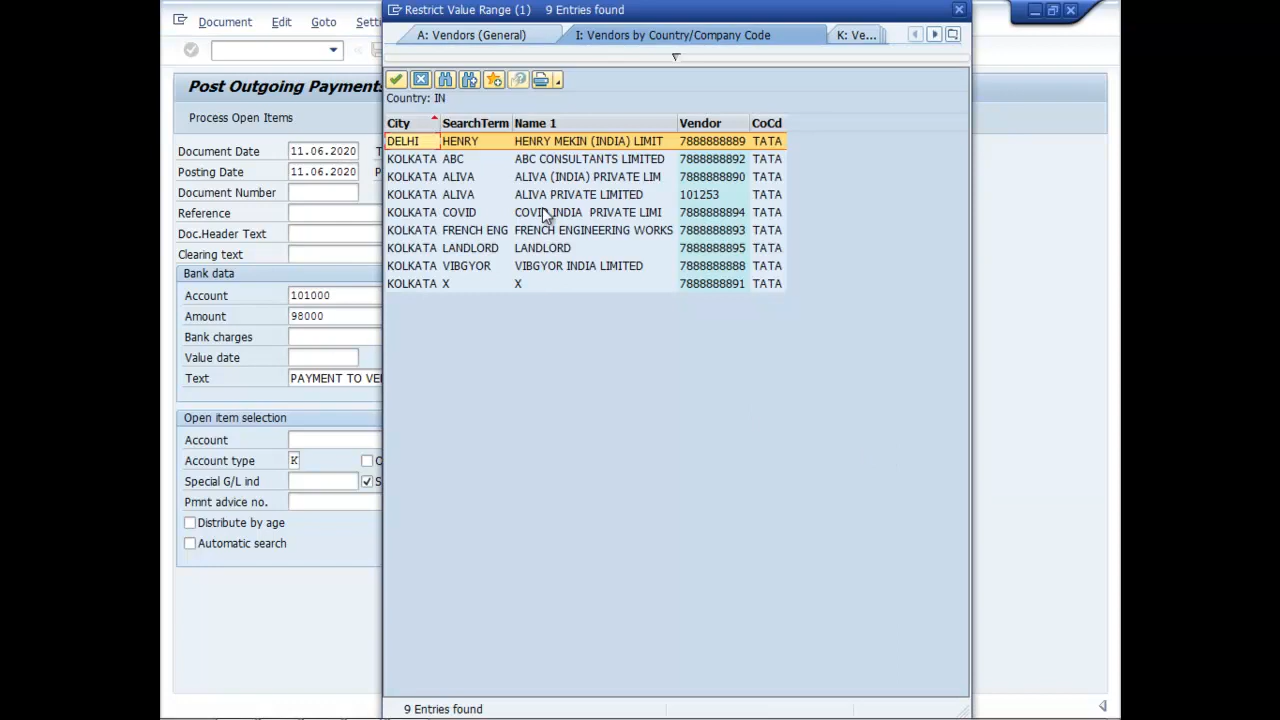 Restrict Value Range (1) 9 Entries found
Document Edit Goto Setti
A: Vendors (General) I: Vendors by Country/Company Code K: Ve...
Post Outgoing Payments
Country: IN
Process Open Items
City SearchTerm Name 1 Vendor CoCd
DELHI HENRY HENRY MEKIN (INDIA) LIMIT 7888888889 TATA
KOLKATA ABC ABC CONSULTANTS LIMITED 7888888892 TATA
KOLKATA ALIVA ALIVA (INDIA) PRIVATE LIM 7888888890 TATA
KOLKATA ALIVA ALIVA PRIVATE LIMITED 101253 TATA
KOLKATA COVID COVID INDIA PRIVATE LIMI 7888888894 TATA
KOLKATA FRENCH ENG FRENCH ENGINEERING WORKS 7888888893 TATA
KOLKATA LANDLORD LANDLORD 7888888895 TATA
KOLKATA VIBGYOR VIBGYOR INDIA LIMITED 7888888888 TATA
KOLKATA X X 7888888891 TATA
Document Date 11.06.2020 T
Posting Date 11.06.2020 P
Document Number
Reference
Doc.Header Text
Clearing text
Bank data
Account 101000
Amount 98000
Bank charges
Value date
Text PAYMENT TO VE
Open item selection
Account
Account type K O
Special G/L ind S
Pmnt advice no.
Distribute by age
Automatic search
9 Entries found